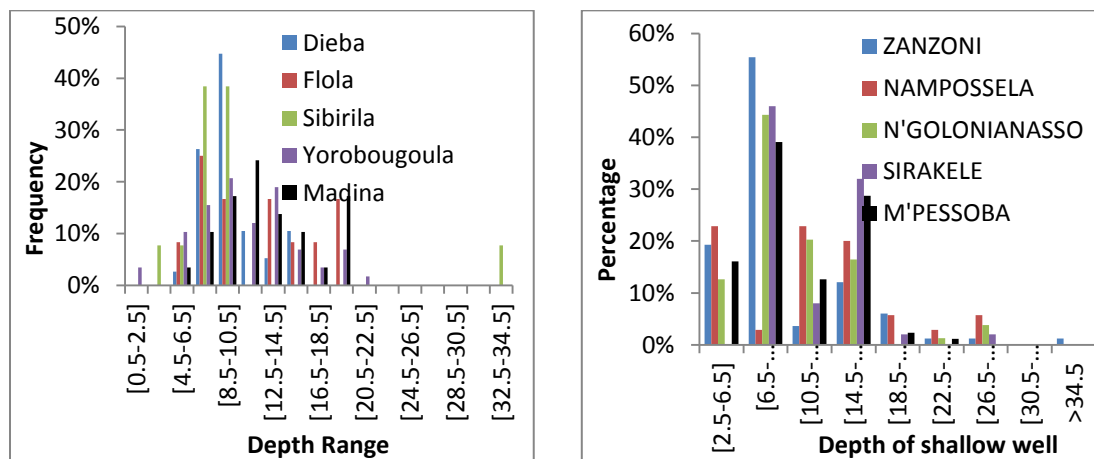 50%
40%
30%
20%
10%
0%
Frequency
Dieba
Flola
Sibirila
Yorobougoula
Madina
[0.5-2.5]
[4.5-6.5]
[8.5-10.5]
[12.5-14.5]
[16.5-18.5]
[20.5-22.5]
[24.5-26.5]
[28.5-30.5]
[32.5-34.5]
Depth Range
60%
50%
40%
30%
20%
10%
0%
Percentage
ZANZONI
NAMPOSSELA
N'GOLONIANASSO
SIRAKELE
M'PESSOBA
[2.5-6.5]
[6.5-...
[10.5-...
[14.5-...
[18.5-...
[22.5-...
[26.5-...
[30.5-...
>34.5
Depth of shallow well